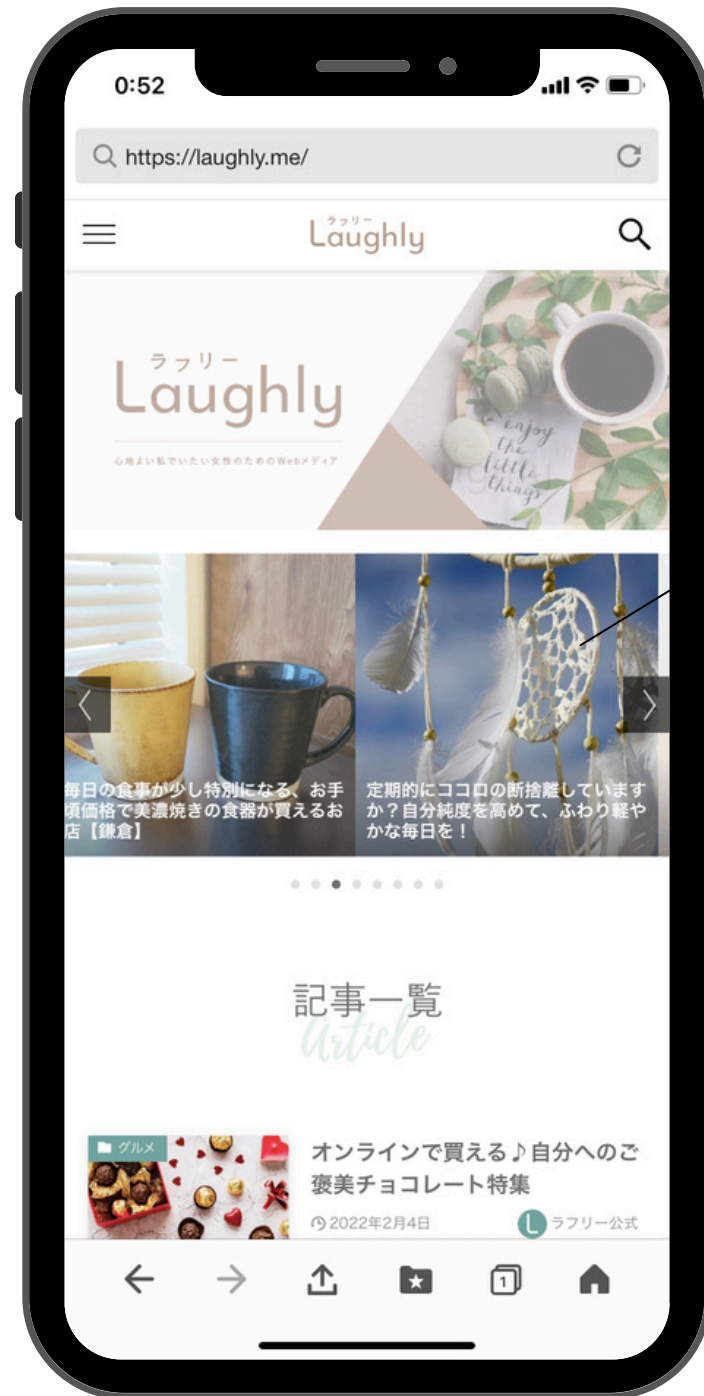 0:52
https://laughly.me/
ラフリー
Laughly
ラフリー
Laughly
心地よい私でいたい女性のためのWebメディア
enjoy
the
little
things
毎日の食事が少し特別になる、お手
頃価格で美濃焼きの食器が買えるお
店【鎌倉】
定期的にココロの断捨離しています
か？自分純度を高めて、ふわり軽や
かな毎日を！
記事一覧
Article
グルメ
オンラインで買える♪自分へのご
褒美チョコレート特集
2022年2月4日
L ラフリー公式
1